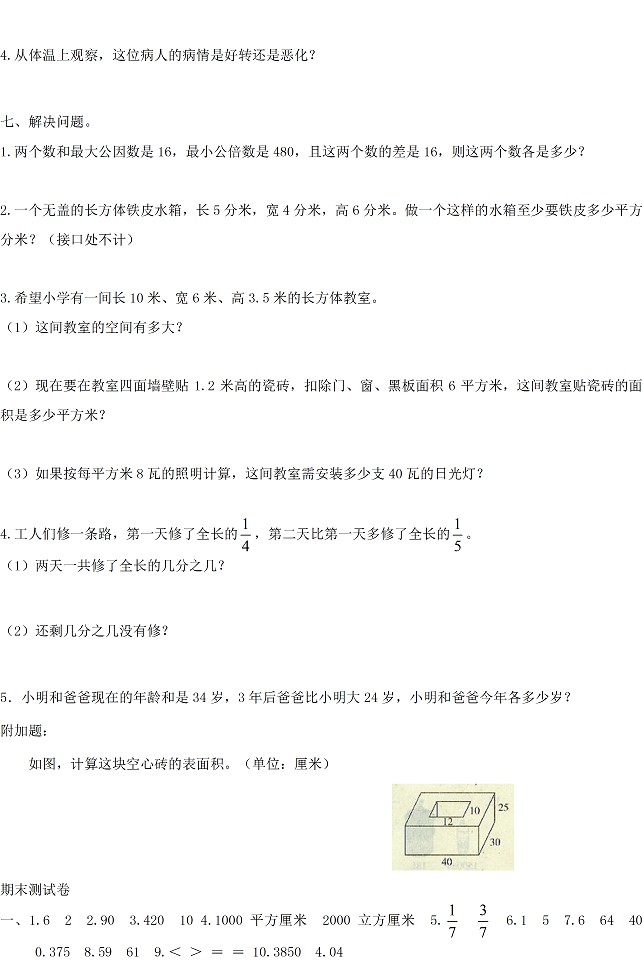 4.从体温上观察，这位病人的病情是好转还是恶化？
七、解决问题。
1.两个数和最大公因数是16，最小公倍数是480，且这两个数的差是16，则这两个数各是多少？
2.一个无盖的长方体铁皮水箱，长5分米，宽4分米，高6分米。做一个这样的水箱至少要铁皮多少平方
分米？（接口处不计）
3.希望小学有一间长10米、宽6米、高3.5米的长方体教室。
（1）这间教室的空间有多大？
（2）现在要在教室四面墙壁贴1.2米高的瓷砖，扣除门、窗、黑板面积6平方米，这间教室贴瓷砖的面
积是多少平方米？
（3）如果按每平方米8瓦的照明计算，这间教室需安装多少支40瓦的日光灯？
4.工人们修一条路，第一天修了全长的1/4，第二天比第一天多修了全长的1/5。
（1）两天一共修了全长的几分之几？
（2）还剩几分之几没有修？
5．小明和爸爸现在的年龄和是34岁，3年后爸爸比小明大24岁，小明和爸爸今年各多少岁？
附加题：
如图，计算这块空心砖的表面积。（单位：厘米）
10
25
12
30
40
期末测试卷
一、1.6 2 2.90 3.420 10 4.1000 平方厘米 2000 立方厘米 5.1/7 3/7 6.1 5 7.6 64 40
0.375 8.59 61 9.＜ ＞ ＝ ＝ 10.3850 4.04